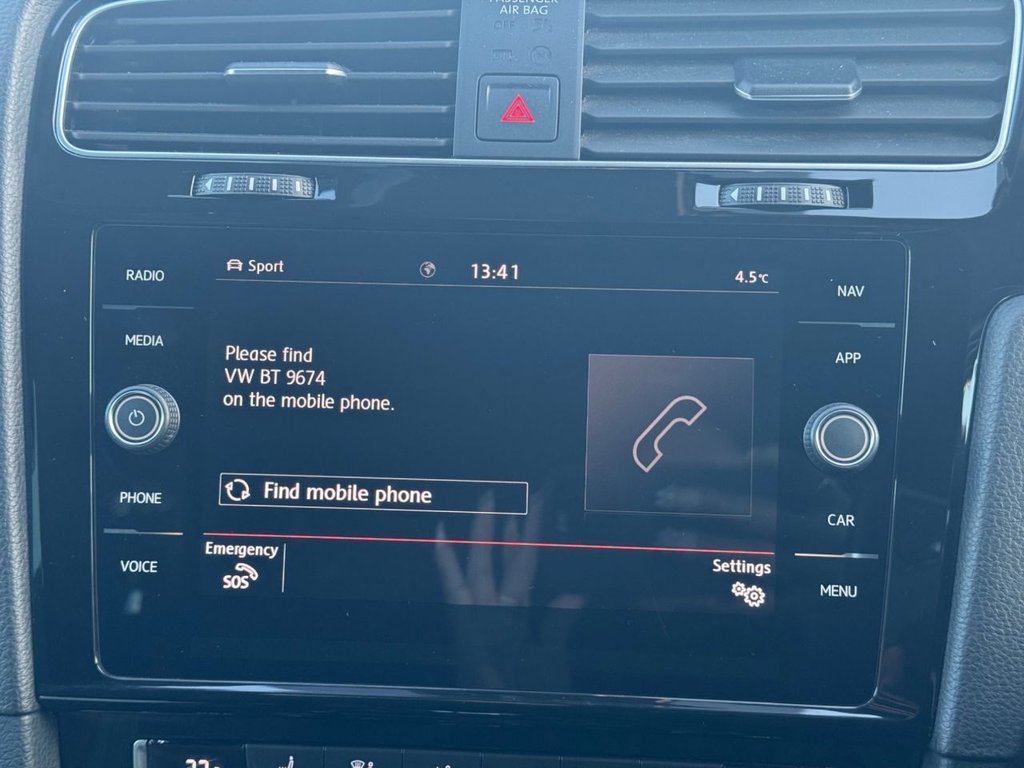 PASSENGER
AIR BAG
OFF
RADIO
Sport
13:41
4.5°C
NAV
MEDIA
APP
Please find
VW BT 9674
on the mobile phone.
PHONE
Find mobile phone
CAR
VOICE
Emergency
SOS
Settings
MENU